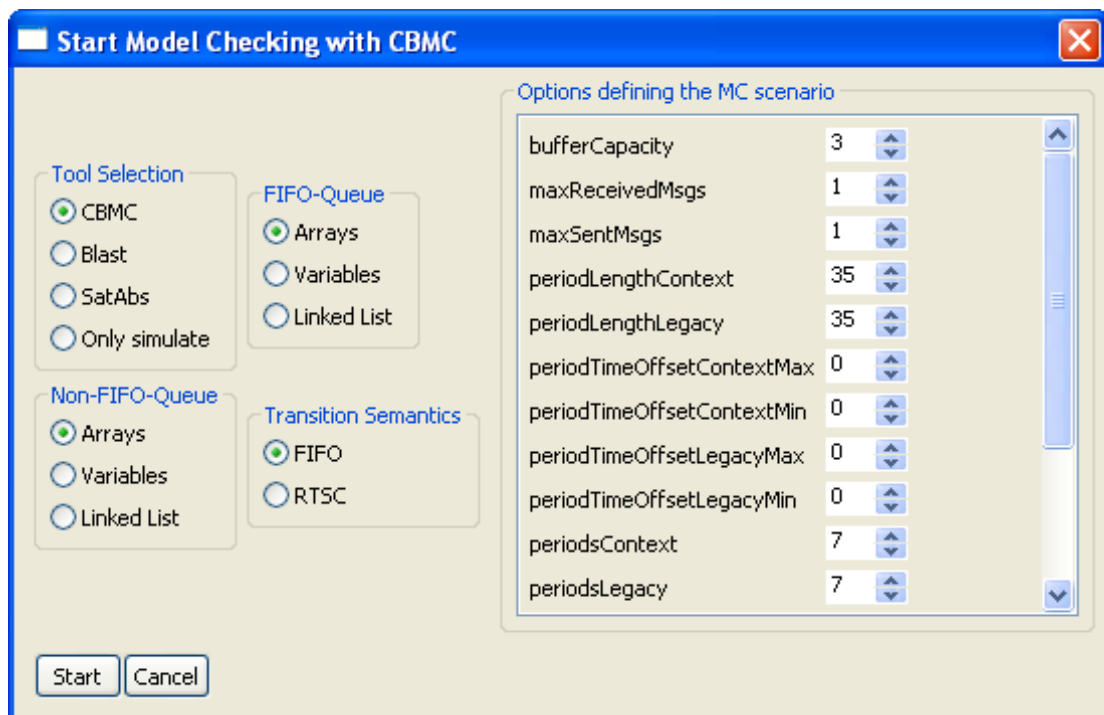 Start Model Checking with CBMC
Tool Selection
CBMC
Blast
SatAbs
Only simulate
FIFO-Queue
Arrays
Variables
Linked List
Non-FIFO-Queue
Arrays
Variables
Linked List
Transition Semantics
FIFO
RTSC
Options defining the MC scenario
bufferCapacity 3
maxReceivedMsgs 1
maxSentMsgs 1
periodLengthContext 35
periodLengthLegacy 35
periodTimeOffsetContextMax 0
periodTimeOffsetContextMin 0
periodTimeOffsetLegacyMax 0
periodTimeOffsetLegacyMin 0
periodsContext 7
periodsLegacy 7
Start Cancel